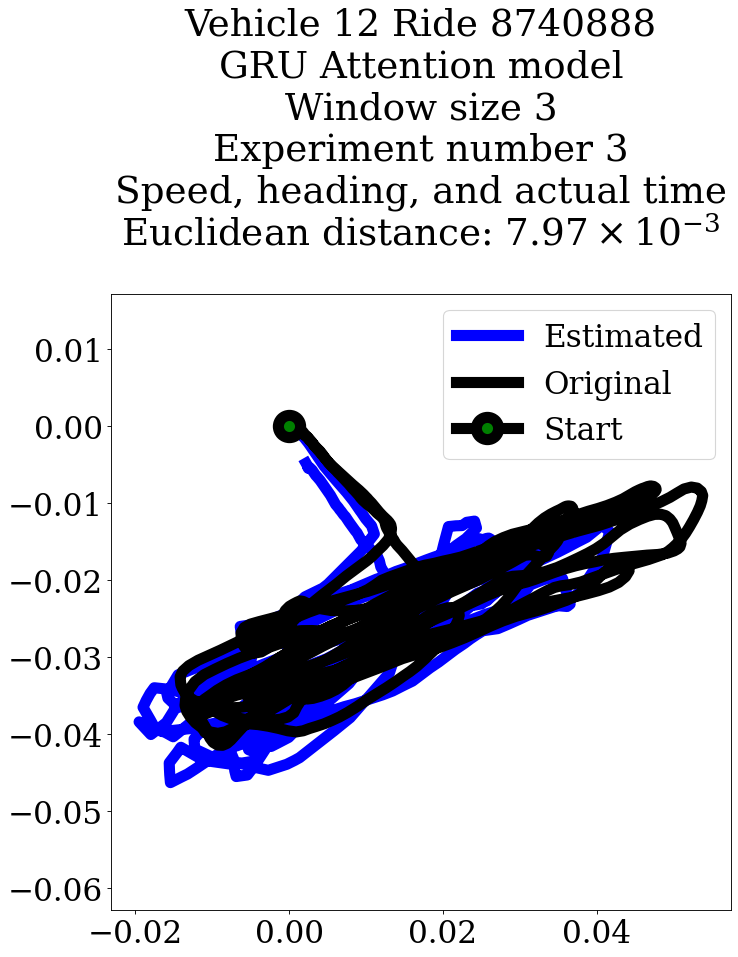 Vehicle 12 Ride 8740888
GRU Attention model
Window size 3
Experiment number 3
Speed, heading, and actual time
Euclidean distance: 7.97 × 10⁻³
Estimated
Original
Start
0.01
0.00
−0.01
−0.02
−0.03
−0.04
−0.05
−0.06
−0.02 0.00 0.02 0.04